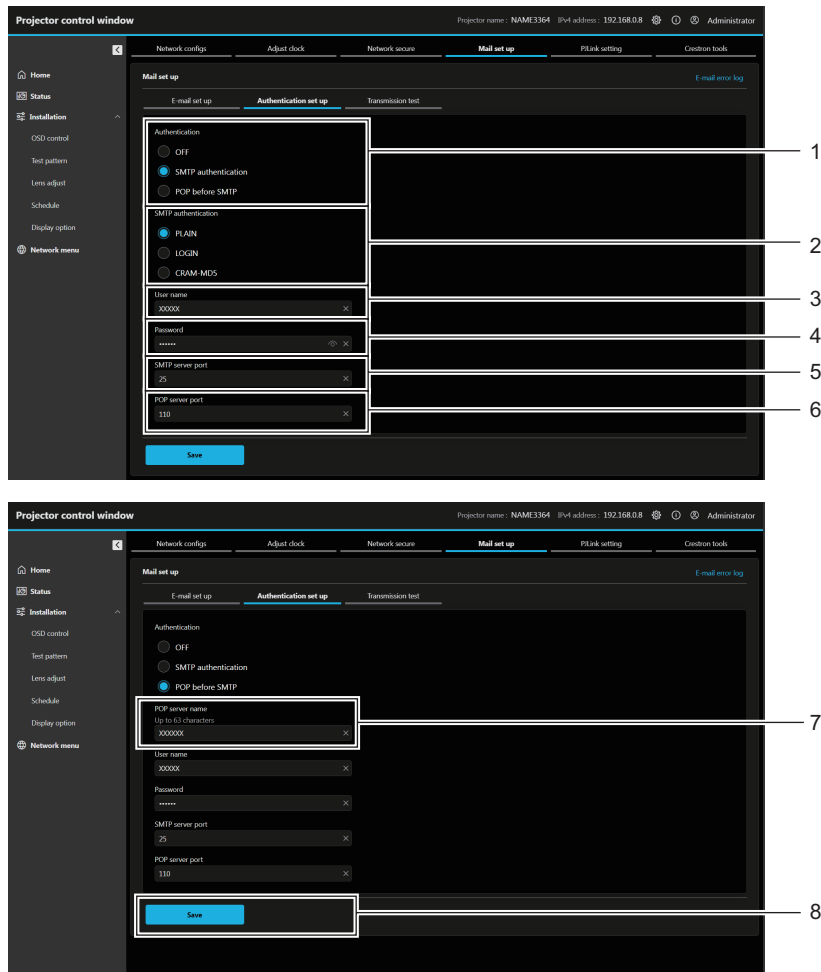 Projector control window
Projector name : NAME3364 IPv4 address : 192.168.0.8 Administrator
Network configs Adjust clock Network secure Mail set up PJLink setting Crestron tools
Home
Status
Installation
OSD control
Test pattern
Lens adjust
Schedule
Display option
Network menu
Mail set up E-mail error log
E-mail set up Authentication set up Transmission test
Authentication
OFF
SMTP authentication
POP before SMTP
SMTP authentication
PLAIN
LOGIN
CRAM-MD5
User name
XXXXX
Password
••••••
SMTP server port
25
POP server port
110
Save
1
2
3
4
5
6
Projector control window
Projector name : NAME3364 IPv4 address : 192.168.0.8 Administrator
Network configs Adjust clock Network secure Mail set up PJLink setting Crestron tools
Home
Status
Installation
OSD control
Test pattern
Lens adjust
Schedule
Display option
Network menu
Mail set up E-mail error log
E-mail set up Authentication set up Transmission test
Authentication
OFF
SMTP authentication
POP before SMTP
POP server name
Up to 63 characters
XXXXXX
User name
XXXXX
Password
••••••
SMTP server port
25
POP server port
110
Save
7
8